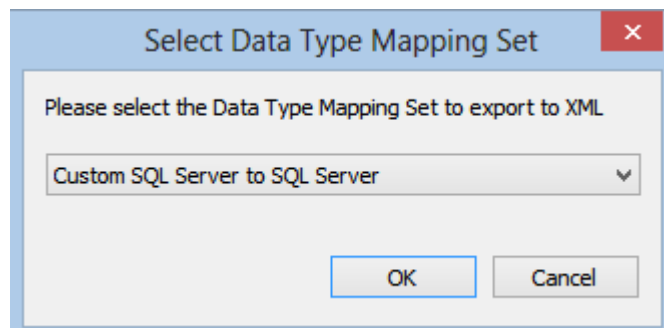 Select Data Type Mapping Set
Please select the Data Type Mapping Set to export to XML
Custom SQL Server to SQL Server
OK Cancel